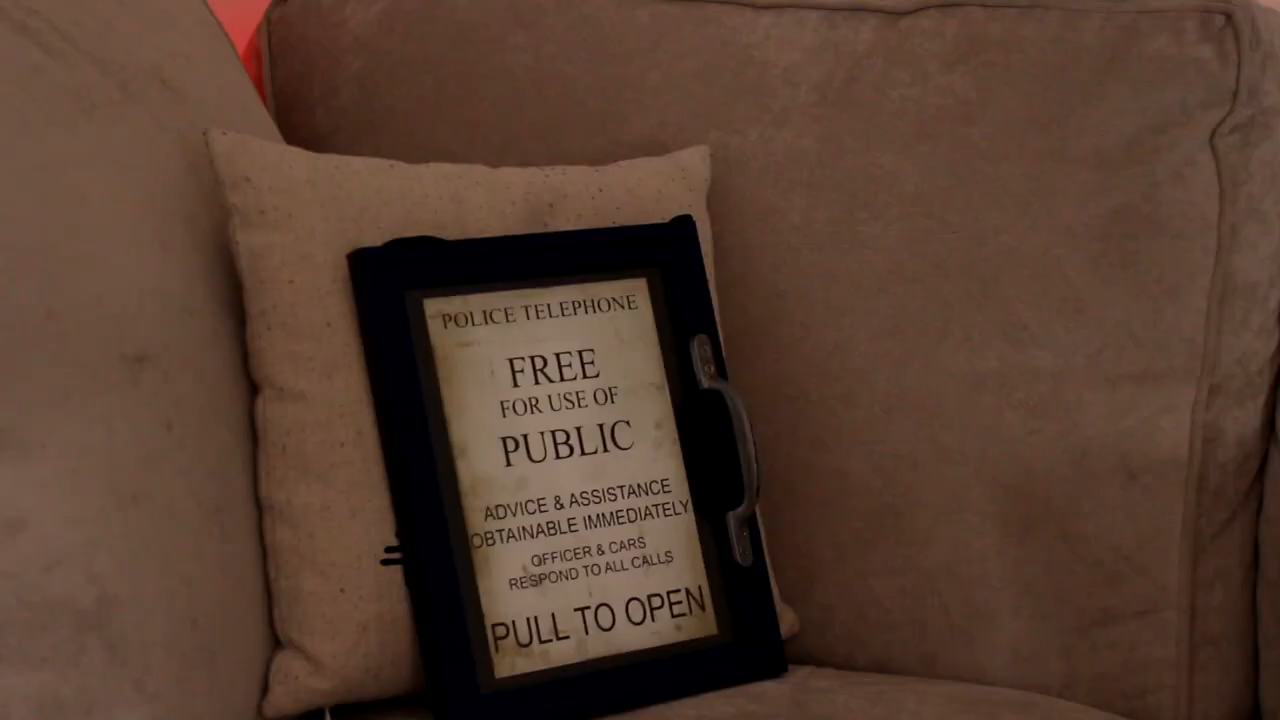 POLICE TELEPHONE
FREE
FOR USE OF
PUBLIC
ADVICE & ASSISTANCE
OBTAINABLE IMMEDIATELY
OFFICER & CARS
RESPOND TO ALL CALLS
PULL TO OPEN